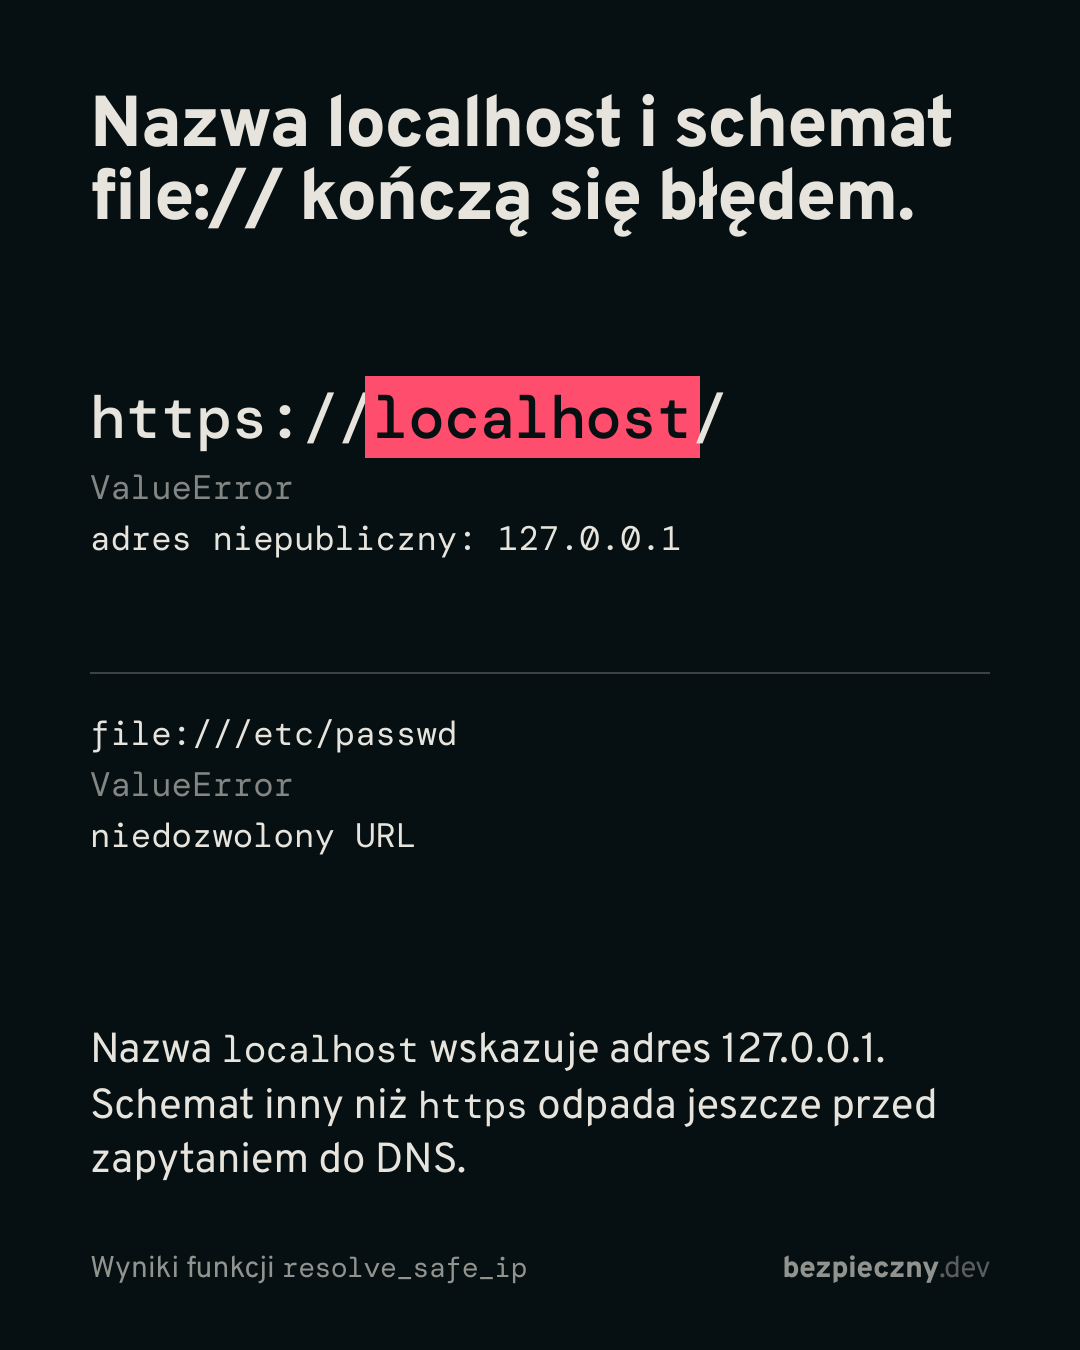 Nazwa localhost i schemat
file:// kończą się błędem.
https://localhost/
ValueError
adres niepubliczny: 127.0.0.1
file:///etc/passwd
ValueError
niedozwolony URL
Nazwa localhost wskazuje adres 127.0.0.1.
Schemat inny niż https odpada jeszcze przed
zapytaniem do DNS.
Wyniki funkcji resolve_safe_ip
bezpieczny.dev